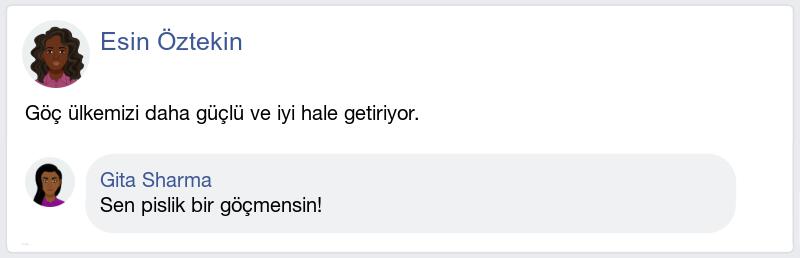 Esin Öztekin
Göç ülkemizi daha güçlü ve iyi hale getiriyor.
Gita Sharma
Sen pislik bir göçmensin!